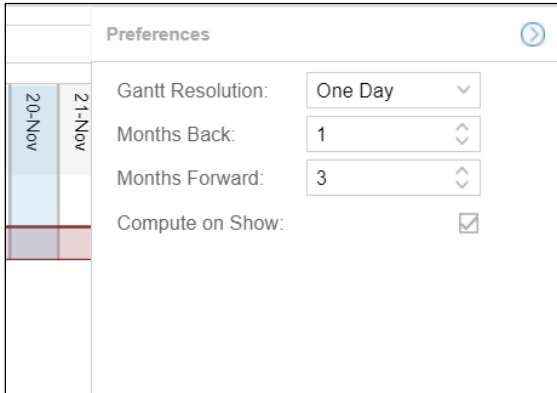 Preferences
Gantt Resolution: One Day
Months Back: 1
Months Forward: 3
Compute on Show:
20-Nov
21-Nov